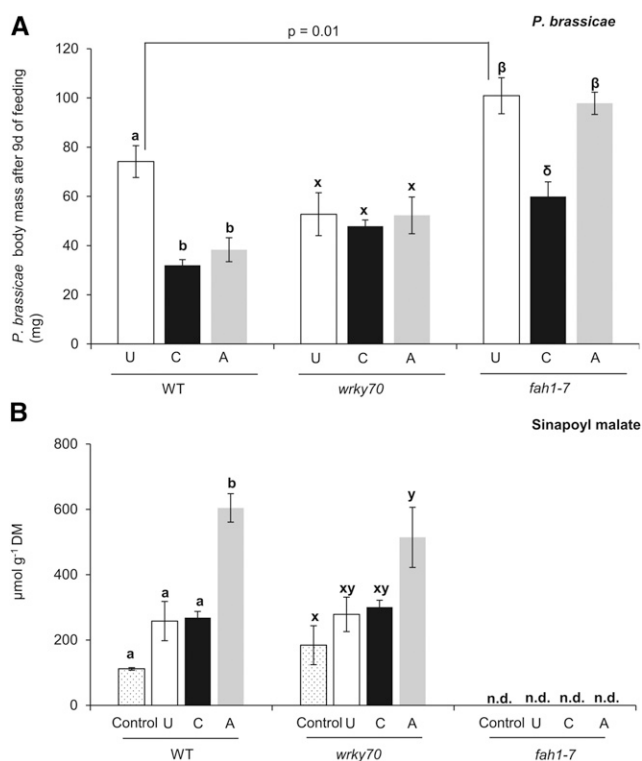 A
P. brassicae
p = 0.01
P. brassicae body mass after 9d of feeding
(mg)
120
100
80
60
40
20
0
a
b
b
x
x
x
β
δ
β
U C A U C A U C A
WT wrky70 fah1-7
B
Sinapoyl malate
µmol g⁻¹ DM
800
600
400
200
0
a
a
a
b
x
xy
xy
y
n.d. n.d. n.d. n.d.
Control U C A Control U C A Control U C A
WT wrky70 fah1-7